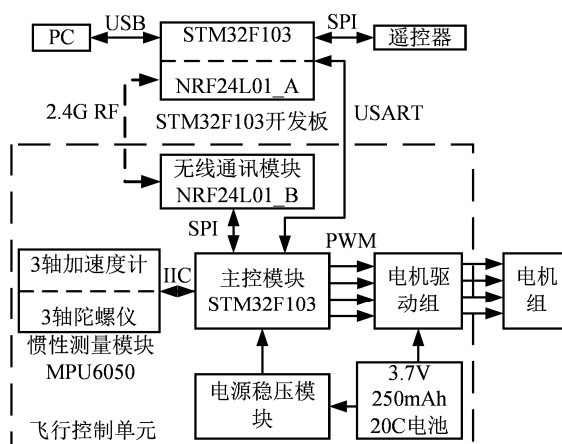 PC
USB
STM32F103
SPI
遥控器
NRF24L01_A
2.4G RF
STM32F103开发板
USART
无线通讯模块
NRF24L01_B
SPI
PWM
3轴加速度计
IIC
主控模块
STM32F103
电机驱
动组
电机
组
3轴陀螺仪
惯性测量模块
MPU6050
电源稳压模
块
3.7V
250mAh
20C电池
飞行控制单元